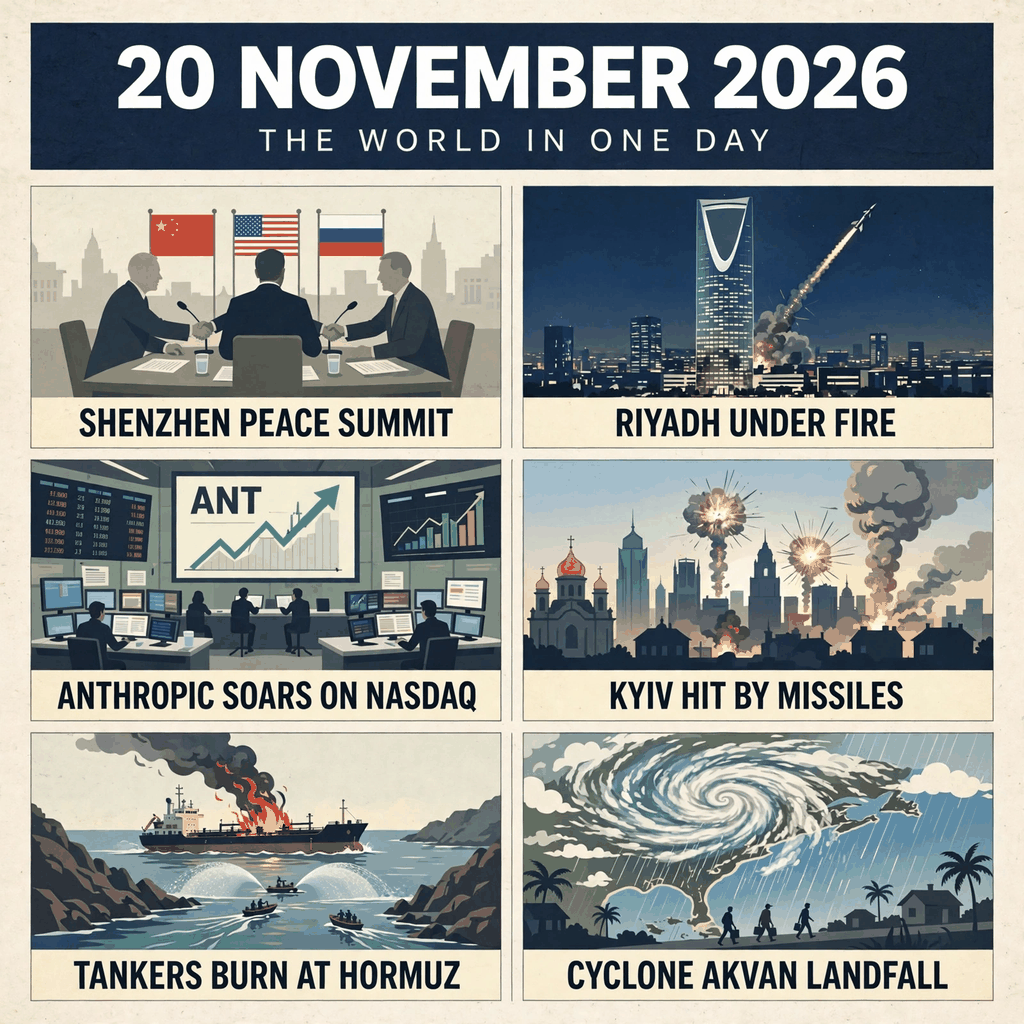 20 NOVEMBER 2026
THE WORLD IN ONE DAY
SHENZHEN PEACE SUMMIT
RIYADH UNDER FIRE
ANT
ANTHROPIC SOARS ON NASDAQ
KYIV HIT BY MISSILES
TANKERS BURN AT HORMUZ
CYCLONE AKVAN LANDFALL